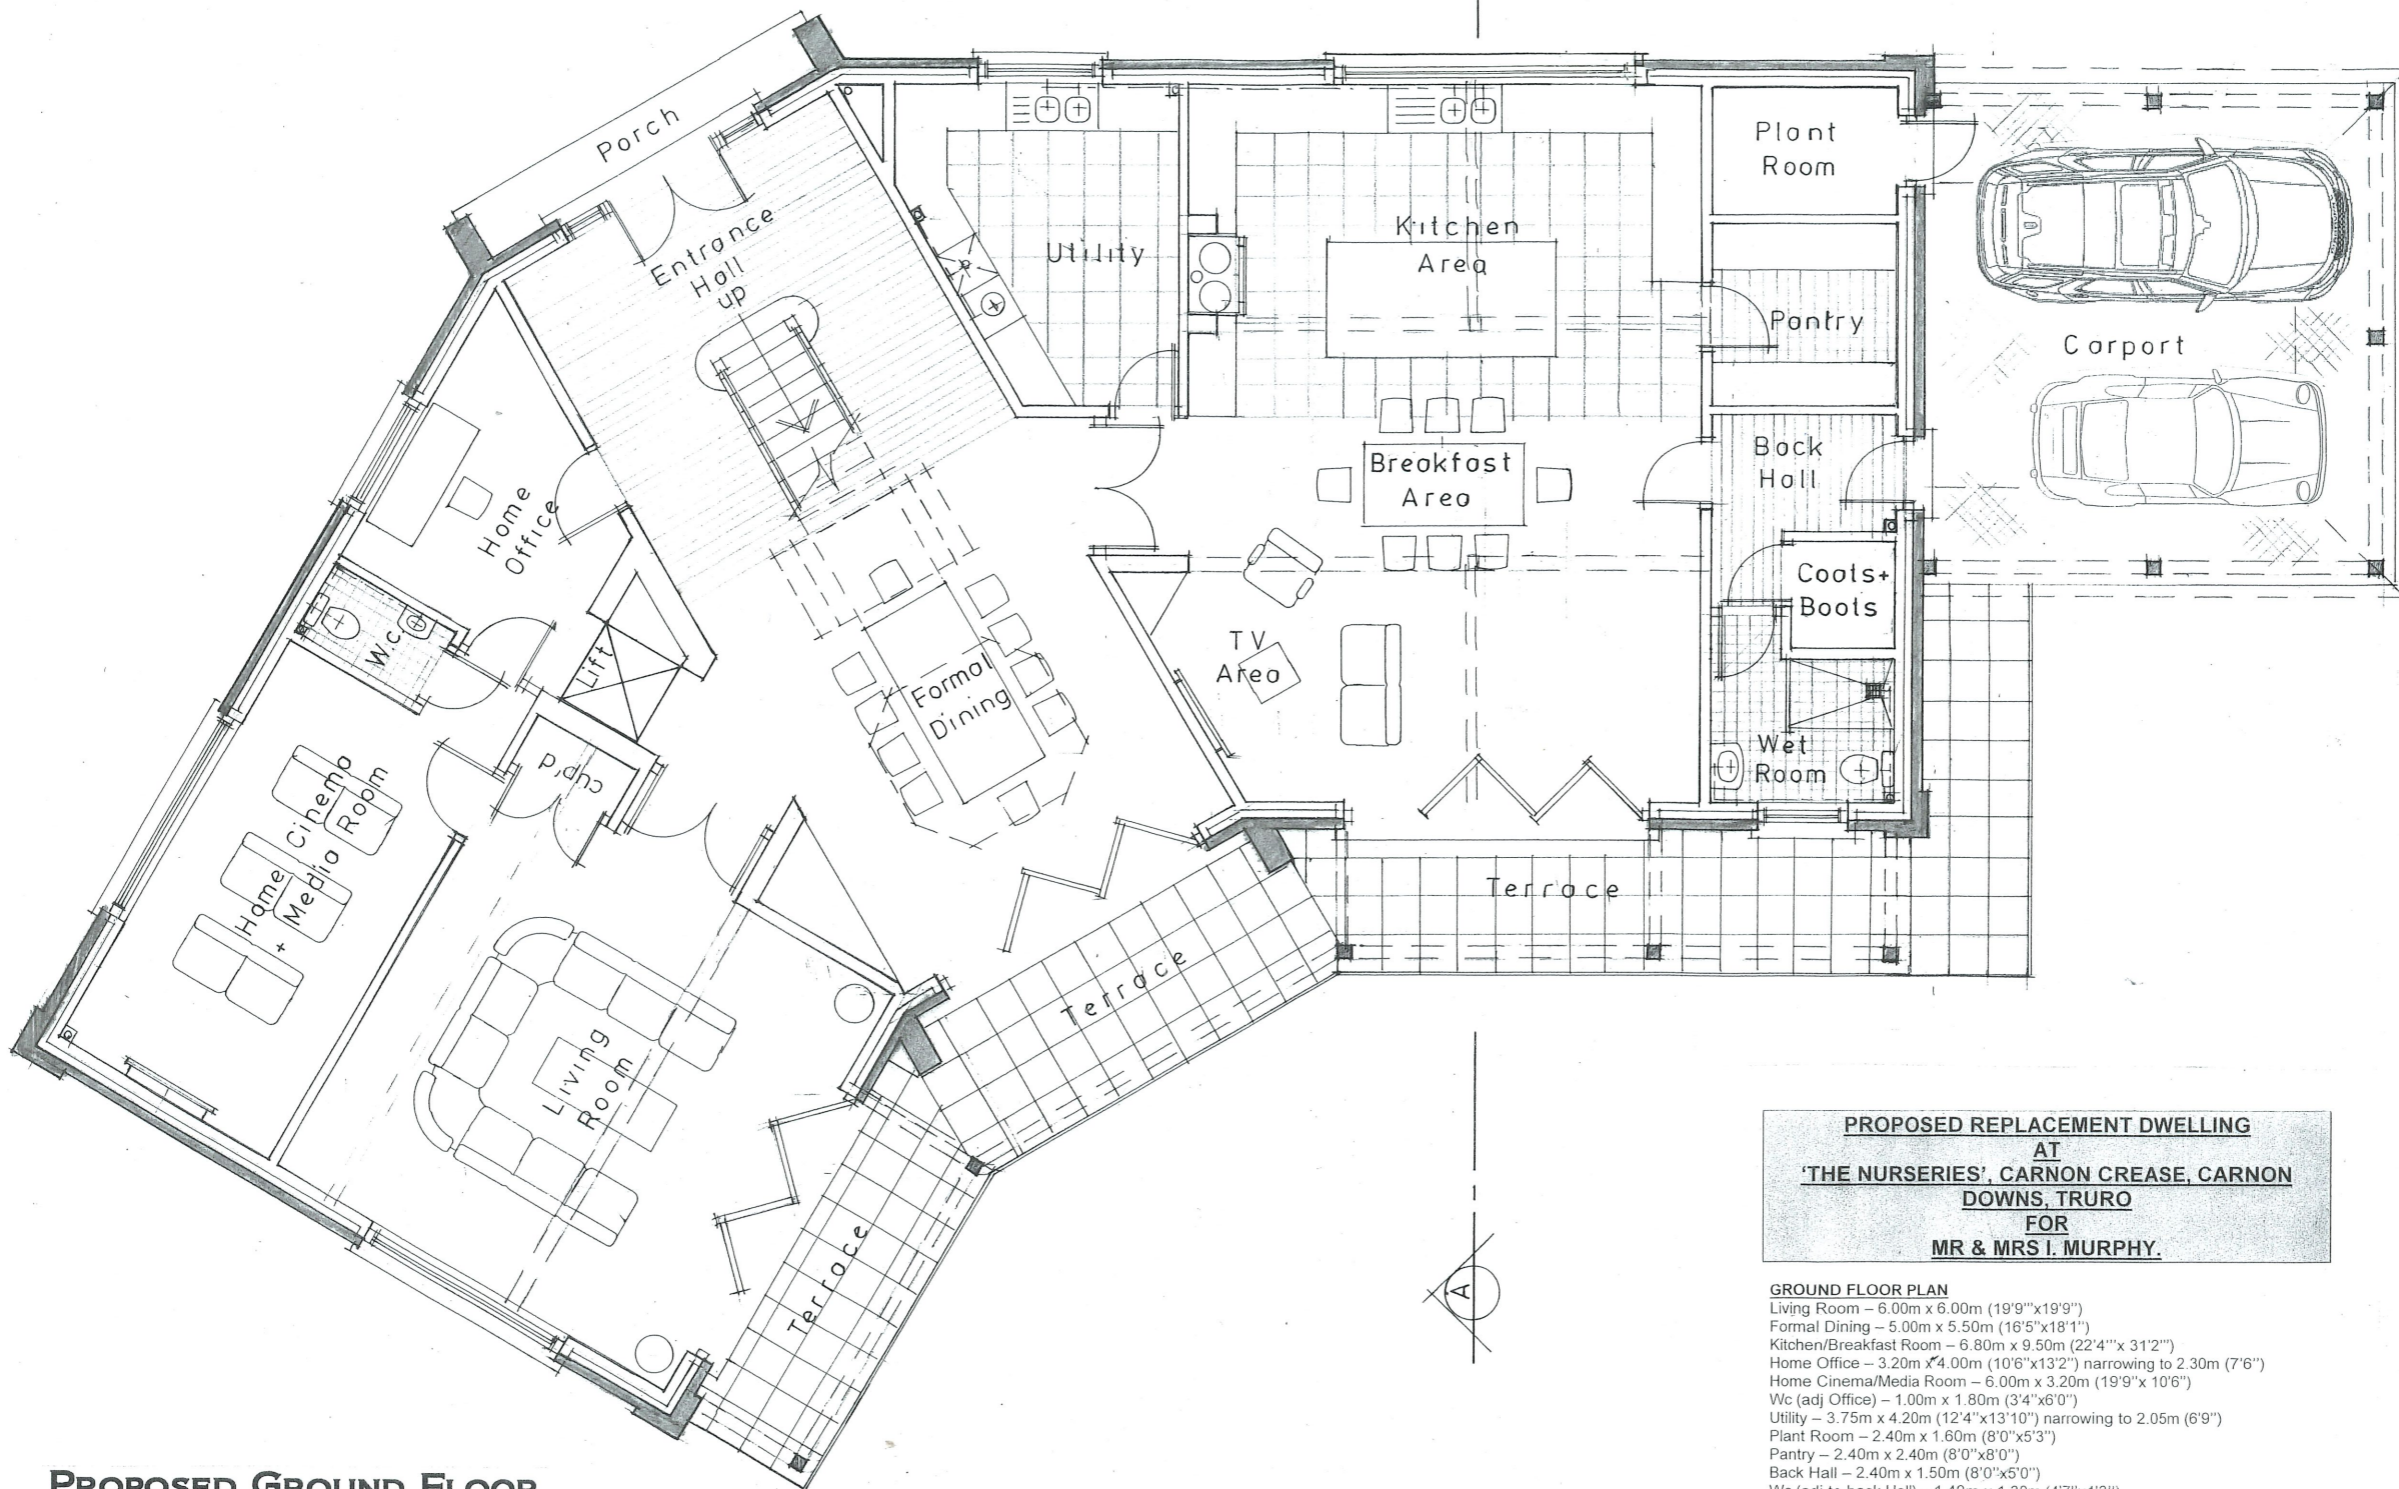 Porch
Entrance
Hall
up
Utility
Kitchen
Area
Plant
Room
Pantry
Carport
Breakfast
Area
Back
Hall
Coats+
Boots
Home
Office
W.c.
Lift
cup'd
Formal
Dining
TV
Area
Wet
Room
Home Cinema
+ Media Room
Living
Room
Terrace
Terrace
Terrace
A
PROPOSED REPLACEMENT DWELLING
AT
'THE NURSERIES', CARNON CREASE, CARNON
DOWNS, TRURO
FOR
MR & MRS I. MURPHY.
GROUND FLOOR PLAN
Living Room – 6.00m x 6.00m (19'9"'x19'9")
Formal Dining – 5.00m x 5.50m (16'5"x18'1")
Kitchen/Breakfast Room – 6.80m x 9.50m (22'4"'x 31'2"')
Home Office – 3.20m x 4.00m (10'6"x13'2") narrowing to 2.30m (7'6")
Home Cinema/Media Room – 6.00m x 3.20m (19'9"x 10'6")
Wc (adj Office) – 1.00m x 1.80m (3'4"x6'0")
Utility – 3.75m x 4.20m (12'4"x13'10") narrowing to 2.05m (6'9")
Plant Room – 2.40m x 1.60m (8'0"x5'3")
Pantry – 2.40m x 2.40m (8'0"x8'0")
Back Hall – 2.40m x 1.50m (8'0"x5'0")
PROPOSED GROUND FLOOR